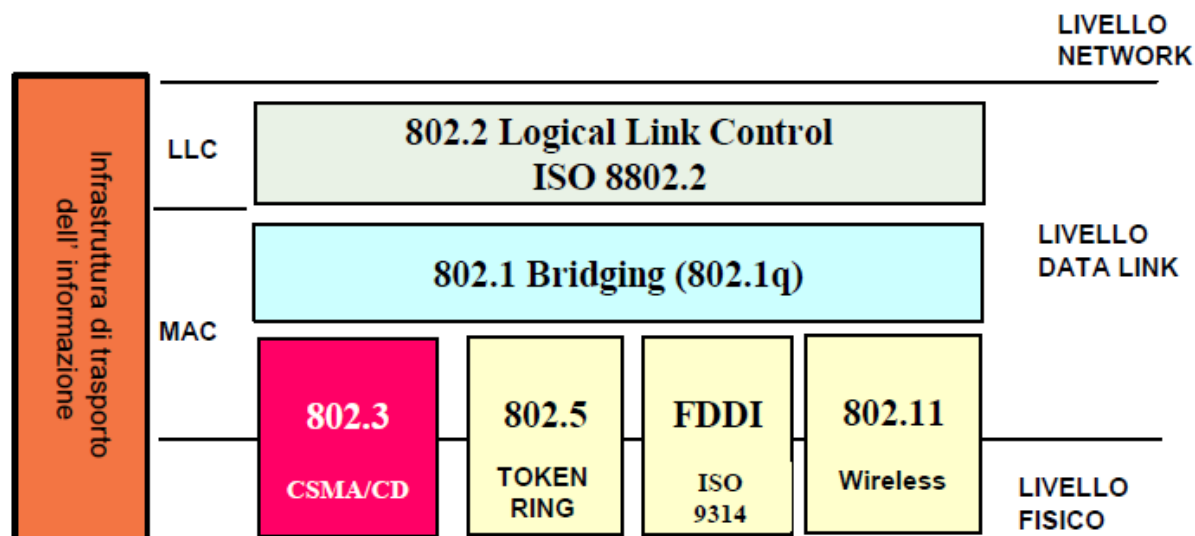 LIVELLO
NETWORK
Infrastruttura di trasporto
dell' informazione
LLC
802.2 Logical Link Control
ISO 8802.2
LIVELLO
DATA LINK
802.1 Bridging (802.1q)
MAC
802.3
CSMA/CD
802.5
TOKEN
RING
FDDI
ISO
9314
802.11
Wireless
LIVELLO
FISICO